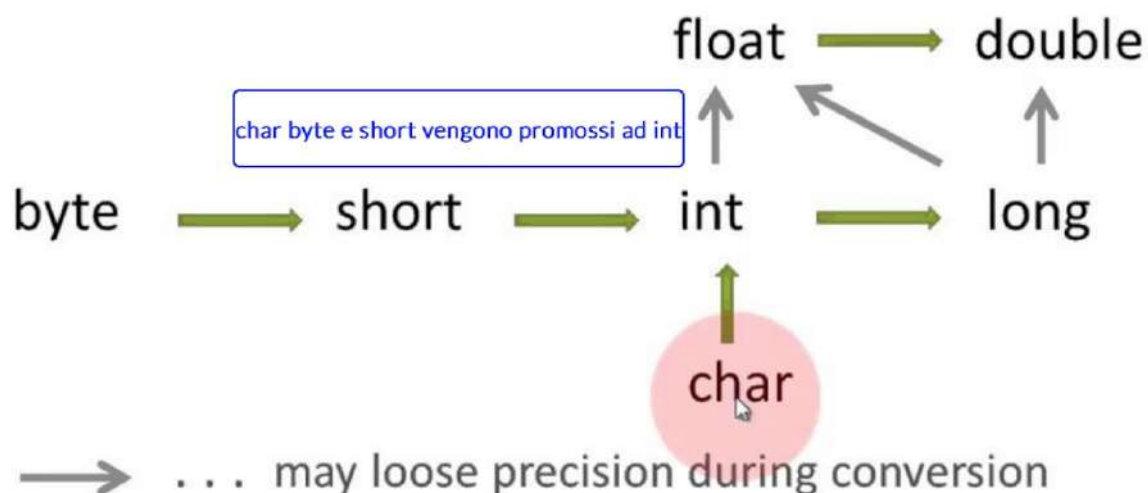 float double
char byte e short vengono promossi ad int
byte short int long
char
. . . may loose precision during conversion